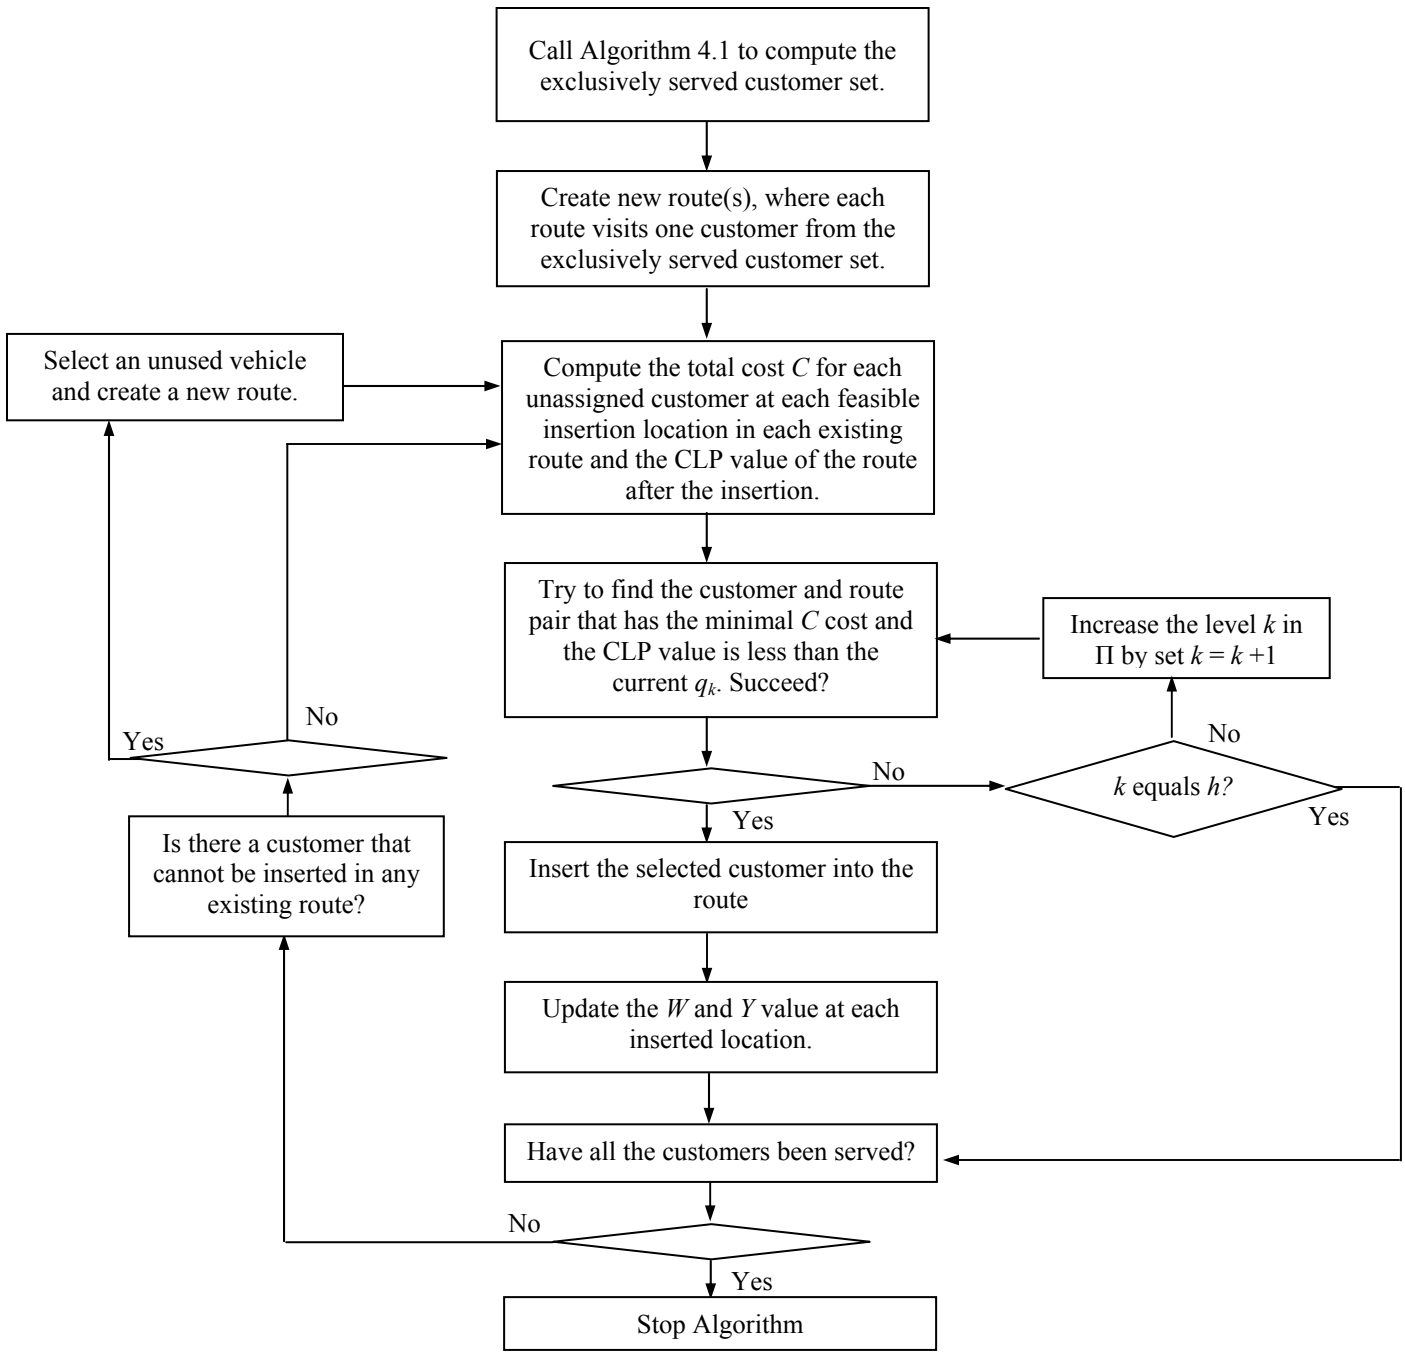 Call Algorithm 4.1 to compute the
exclusively served customer set.
Create new route(s), where each
route visits one customer from the
exclusively served customer set.
Select an unused vehicle
and create a new route.
Compute the total cost C for each
unassigned customer at each feasible
insertion location in each existing
route and the CLP value of the route
after the insertion.
Try to find the customer and route
pair that has the minimal C cost and
the CLP value is less than the
current qk. Succeed?
Increase the level k in
Π by set k = k +1
No
Yes
No
No
k equals h?
Yes
Yes
Is there a customer that
cannot be inserted in any
existing route?
Insert the selected customer into the
route
Update the W and Y value at each
inserted location.
Have all the customers been served?
No
Yes
Stop Algorithm